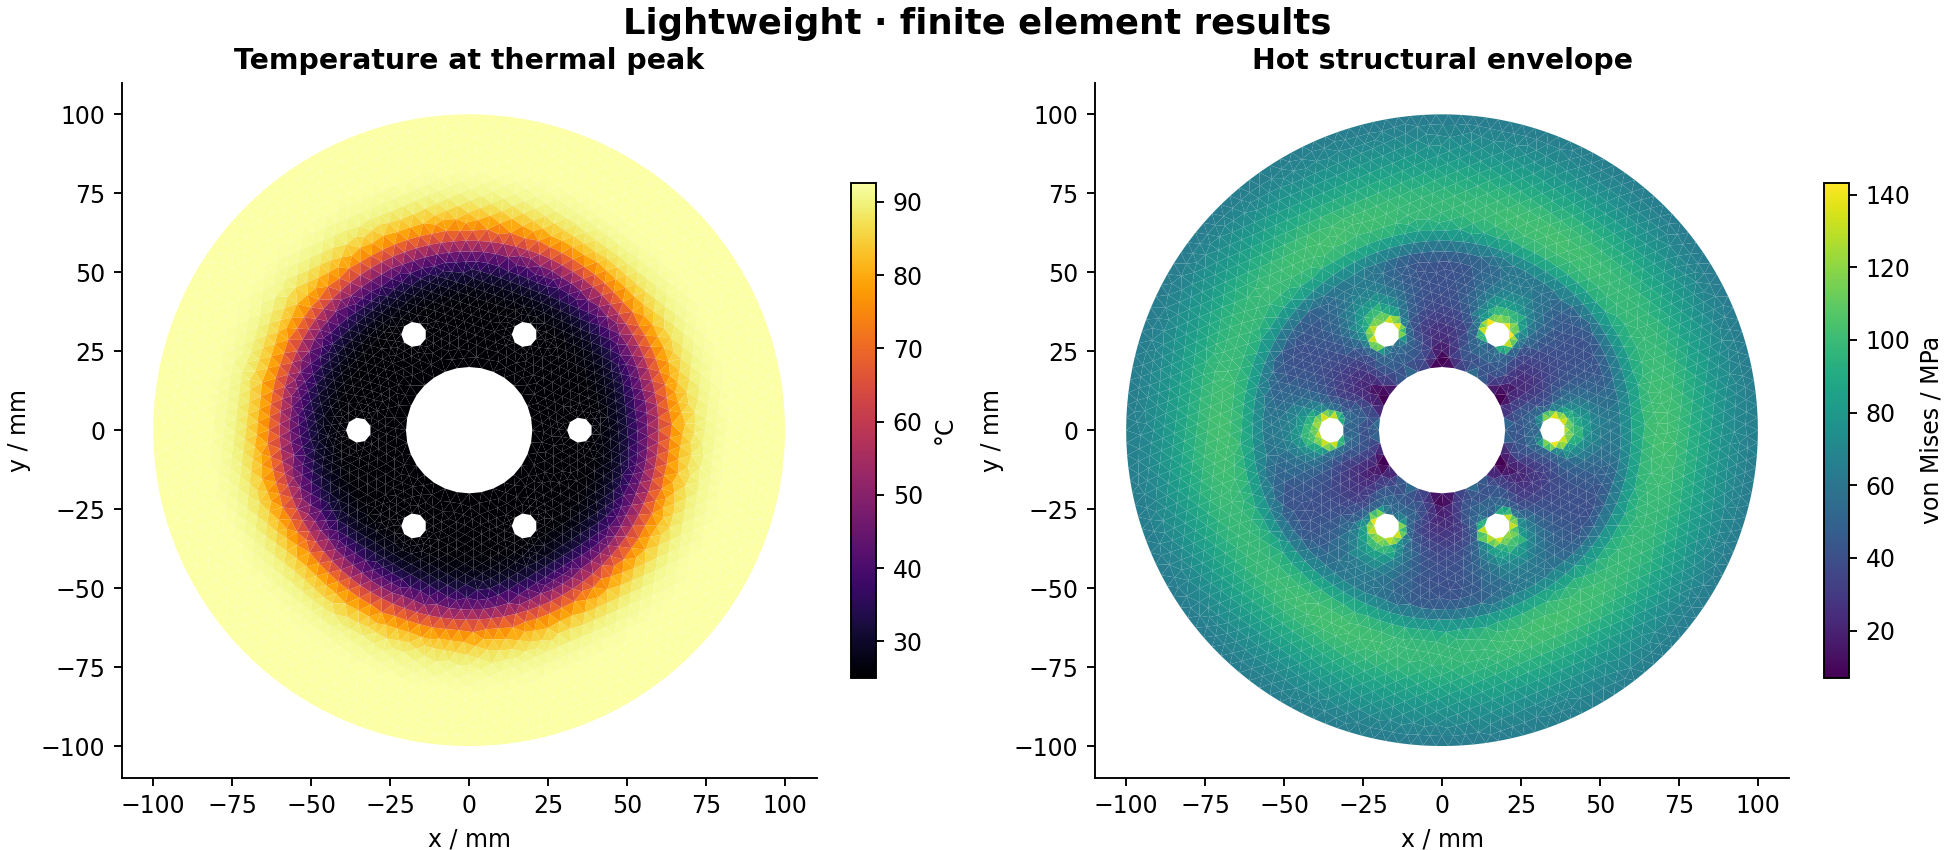 Lightweight · finite element results
Temperature at thermal peak
100
75
50
25
0
−25
−50
−75
−100
y / mm
−100 −75 −50 −25 0 25 50 75 100
x / mm
90
80
70
60
50
40
30
°C
Hot structural envelope
100
75
50
25
0
−25
−50
−75
−100
y / mm
−100 −75 −50 −25 0 25 50 75 100
x / mm
140
120
100
80
60
40
20
von Mises / MPa